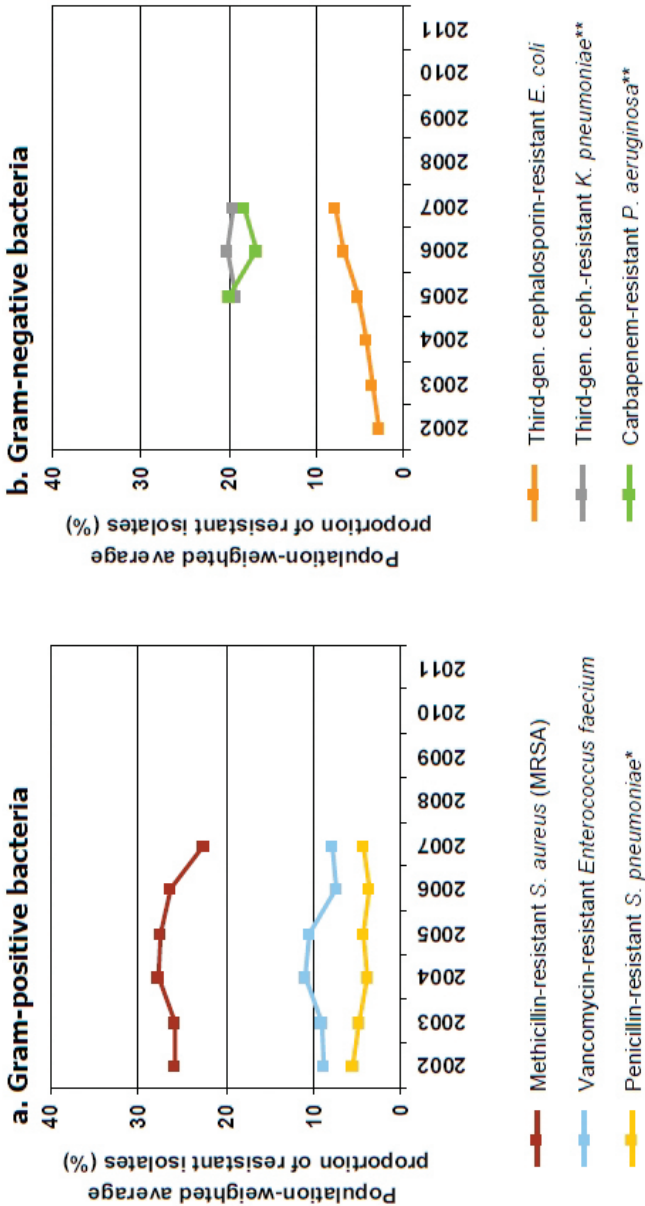 a. Gram-positive bacteria
Population-weighted average
proportion of resistant isolates (%)
40
30
20
10
0
2002
2003
2004
2005
2006
2007
2008
2009
2010
2011
Methicillin-resistant S. aureus (MRSA)
Vancomycin-resistant Enterococcus faecium
Penicillin-resistant S. pneumoniae*
b. Gram-negative bacteria
Population-weighted average
proportion of resistant isolates (%)
40
30
20
10
0
2002
2003
2004
2005
2006
2007
2008
2009
2010
2011
Third-gen. cephalosporin-resistant E. coli
Third-gen. ceph.-resistant K. pneumoniae**
Carbapenem-resistant P. aeruginosa**